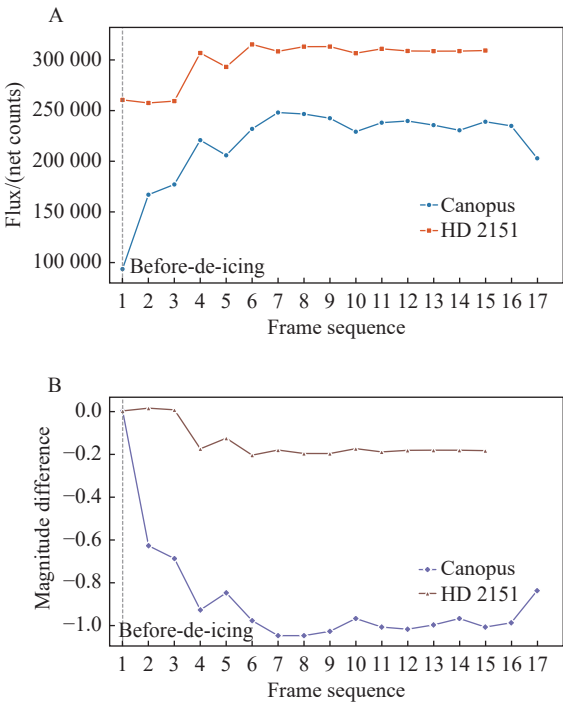 A
Flux/(net counts)
300 000
250 000
200 000
150 000
100 000
Canopus
HD 2151
Before-de-icing
1 2 3 4 5 6 7 8 9 10 11 12 13 14 15 16 17
Frame sequence
B
Magnitude difference
0.0
−0.2
−0.4
−0.6
−0.8
−1.0
Canopus
HD 2151
Before-de-icing
1 2 3 4 5 6 7 8 9 10 11 12 13 14 15 16 17
Frame sequence